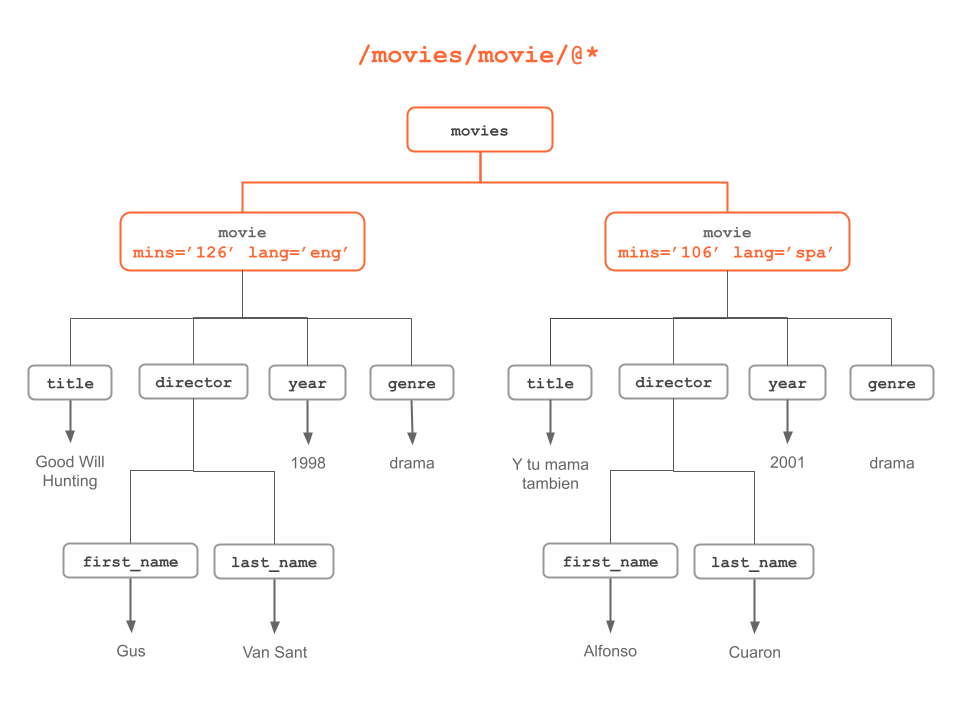 /movies/movie/@*
movies
movie
mins=’126’ lang=’eng’
movie
mins=’106’ lang=’spa’
title
director
year
genre
title
director
year
genre
Good Will
Hunting
1998
drama
Y tu mama
tambien
2001
drama
first_name
last_name
first_name
last_name
Gus
Van Sant
Alfonso
Cuaron